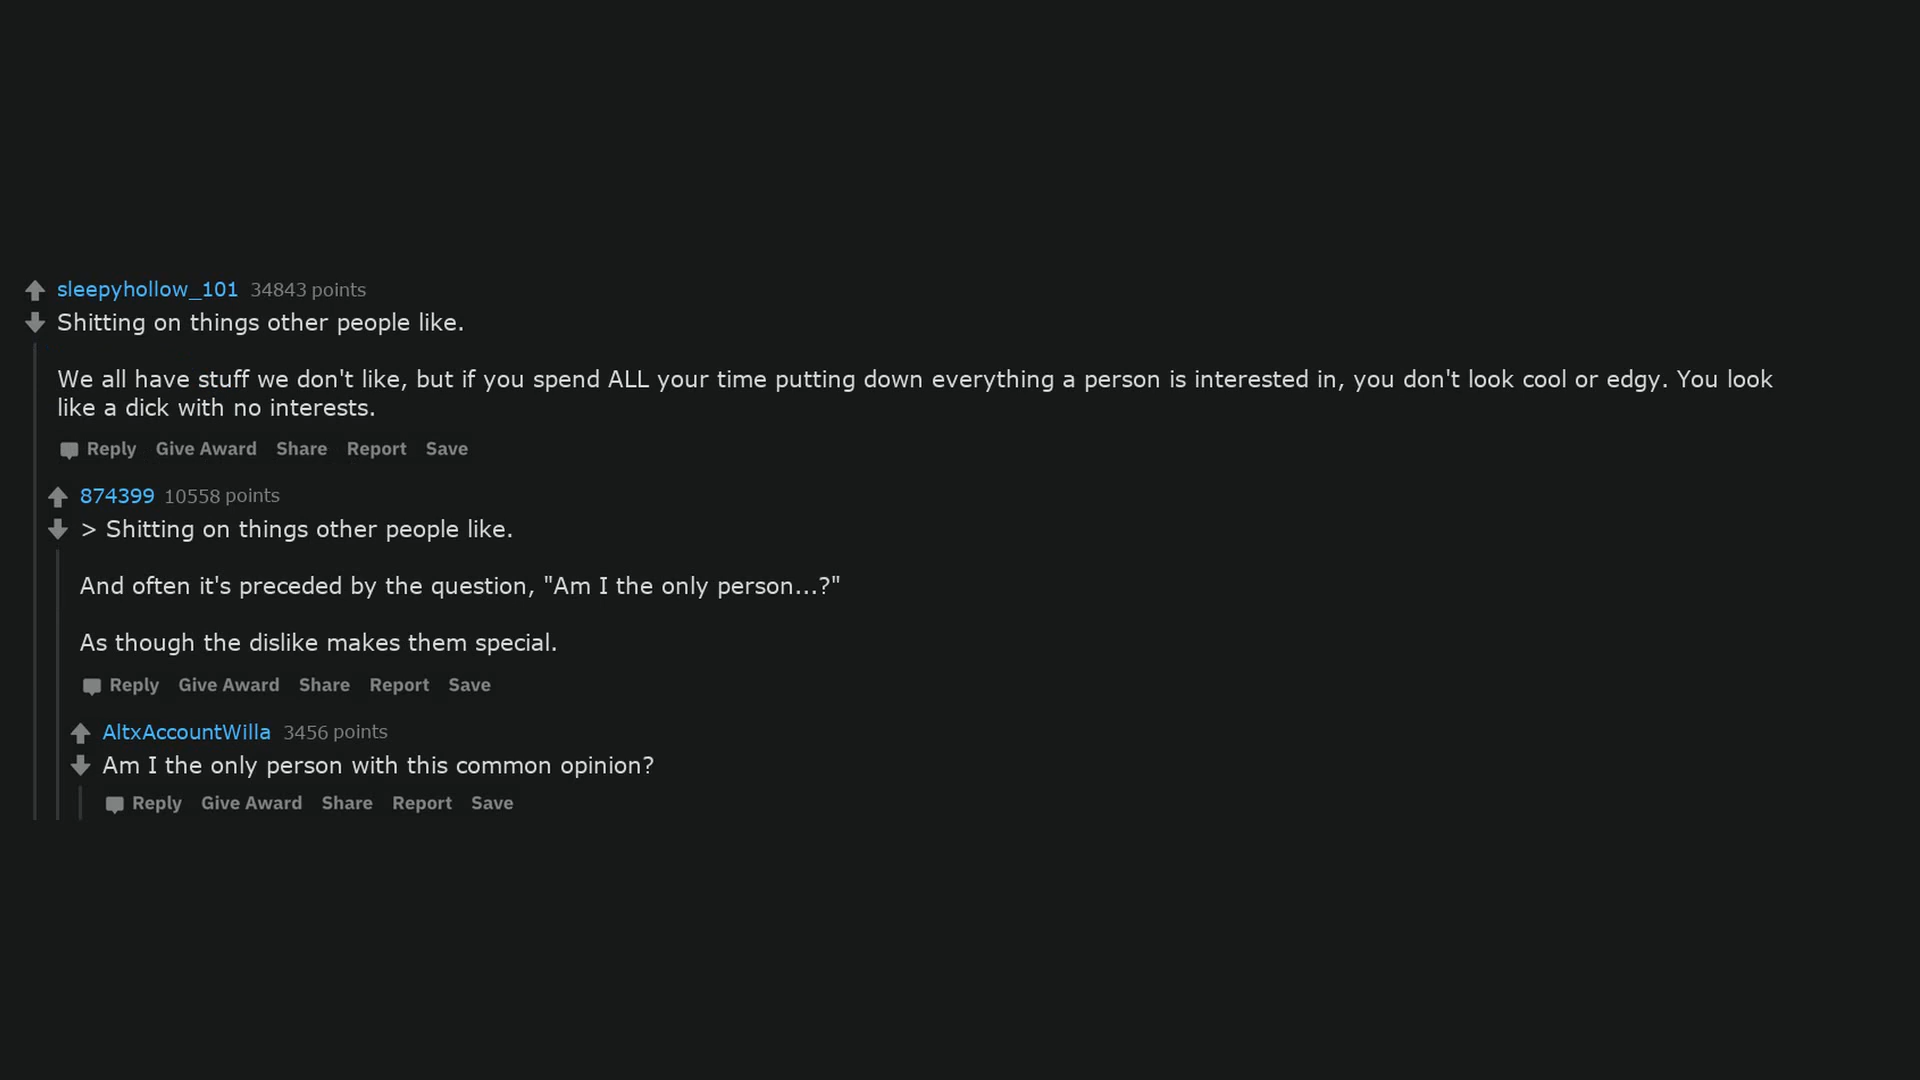 sleepyhollow_101 34843 points
Shitting on things other people like.
We all have stuff we don't like, but if you spend ALL your time putting down everything a person is interested in, you don't look cool or edgy. You look
like a dick with no interests.
Reply Give Award Share Report Save
874399 10558 points
> Shitting on things other people like.
And often it's preceded by the question, "Am I the only person...?"
As though the dislike makes them special.
Reply Give Award Share Report Save
AltxAccountWilla 3456 points
Am I the only person with this common opinion?
Reply Give Award Share Report Save